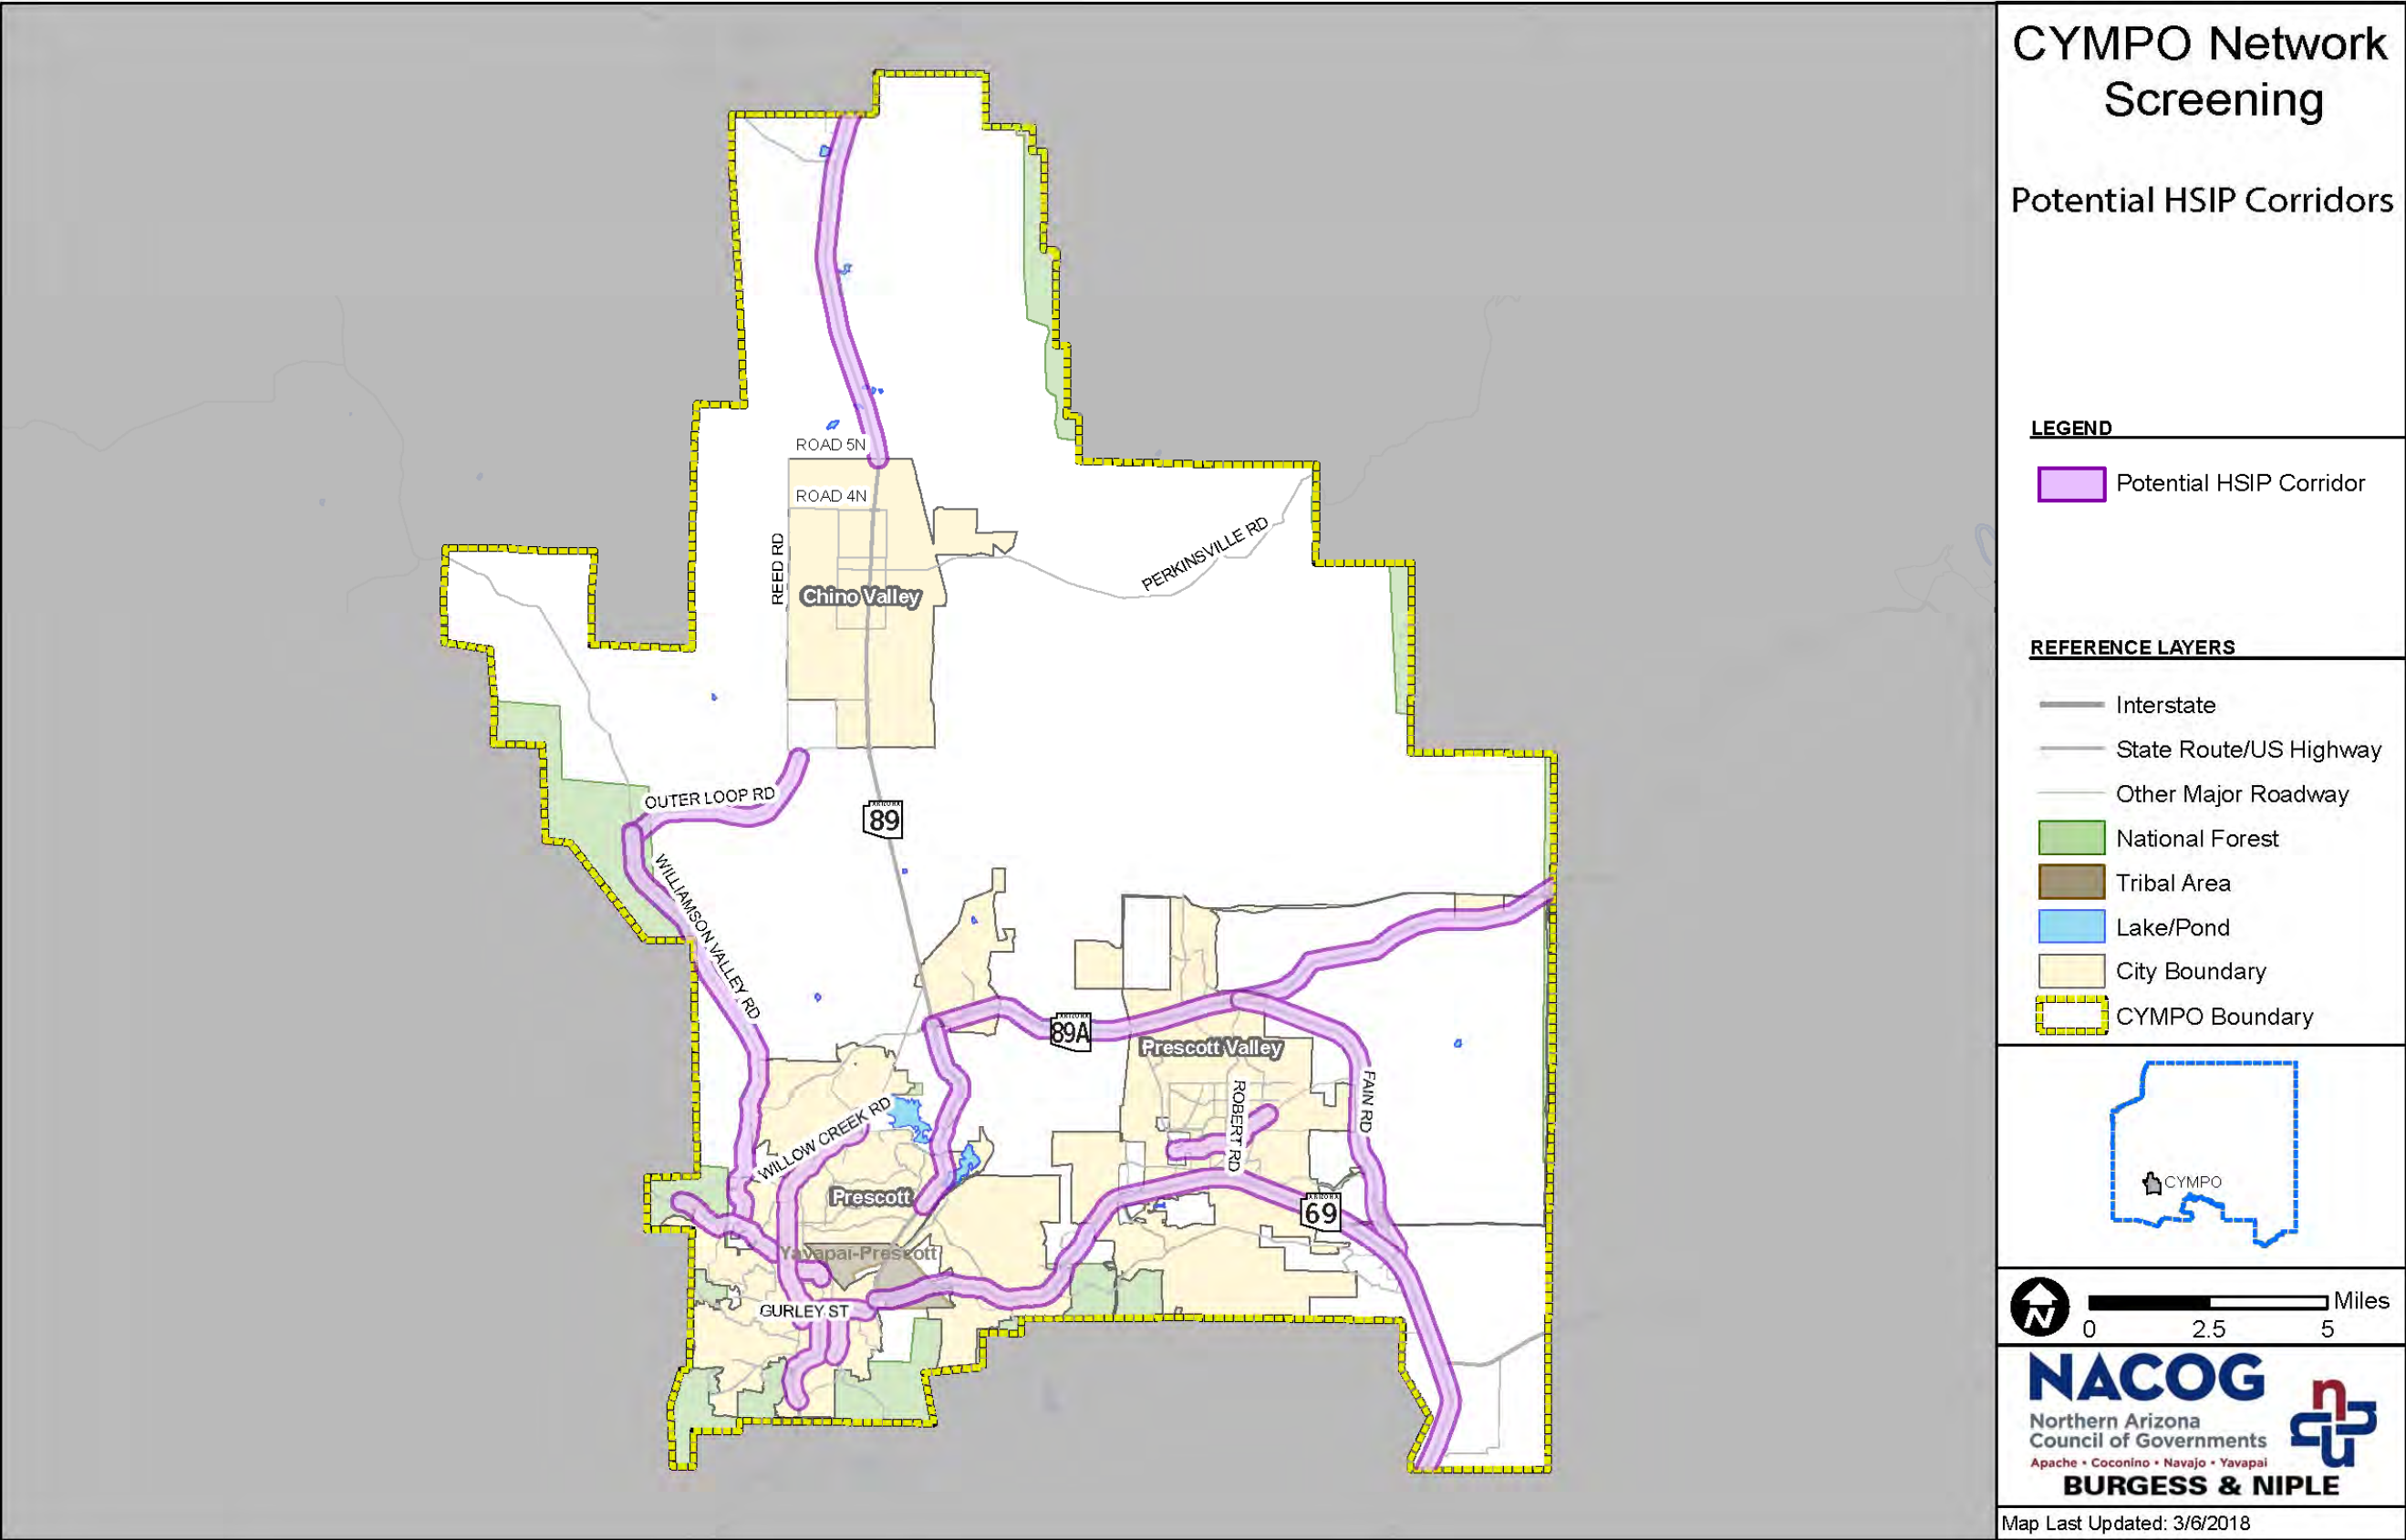 CYMPO Network
Screening
Potential HSIP Corridors
LEGEND
Potential HSIP Corridor
REFERENCE LAYERS
Interstate
State Route/US Highway
Other Major Roadway
National Forest
Tribal Area
Lake/Pond
City Boundary
CYMPO Boundary
CYMPO
N
Miles
0 2.5 5
NACOG
Northern Arizona
Council of Governments
Apache • Coconino • Navajo • Yavapai
BURGESS & NIPLE
Map Last Updated: 3/6/2018
ROAD 5N
ROAD 4N
REED RD
PERKINSVILLE RD
Chino Valley
OUTER LOOP RD
ARIZONA
89
WILLIAMSON VALLEY RD
ARIZONA
89A
Prescott Valley
ROBERT RD
FAIN RD
WILLOW CREEK RD
Prescott
ARIZONA
69
Yavapai-Prescott
GURLEY ST